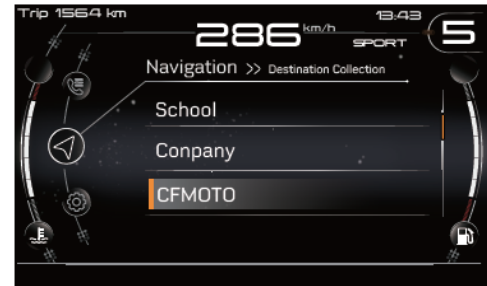 Trip 1564 km
286 km/h
13:43
SPORT
5
Navigation >> Destination Collection
School
Conpany
CFMOTO